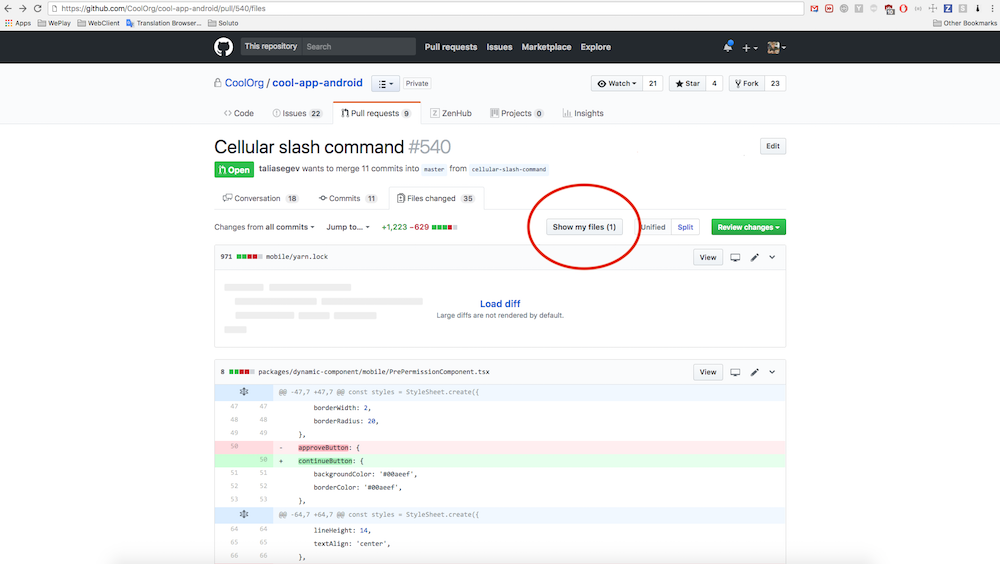 https://github.com/CoolOrg/cool-app-android/pull/540/files
Apps WePlay WebClient Translation Browser... Soluto Other Bookmarks
This repository Search Pull requests Issues Marketplace Explore
CoolOrg / cool-app-android Private Watch 21 Star 4 Fork 23
Code Issues 22 Pull requests 9 ZenHub Projects 0 Insights
Cellular slash command #540 Edit
Open taliasegev wants to merge 11 commits into master from cellular-slash-command
Conversation 18 Commits 11 Files changed 35
Changes from all commits Jump to... +1,223 −629 Show my files (1) Unified Split Review changes
971 mobile/yarn.lock View
Load diff
Large diffs are not rendered by default.
8 packages/dynamic-component/mobile/PrePermissionComponent.tsx View
@@ -47,7 +47,7 @@ const styles = StyleSheet.create({
47 47 borderWidth: 2,
48 48 borderRadius: 20,
49 49 },
50 - approveButton: {
50 + continueButton: {
51 51 backgroundColor: '#00aeef',
52 52 borderColor: '#00aeef',
53 53 },
@@ -64,7 +64,7 @@ const styles = StyleSheet.create({
64 64 lineHeight: 14,
65 65 textAlign: 'center',
66 66 },